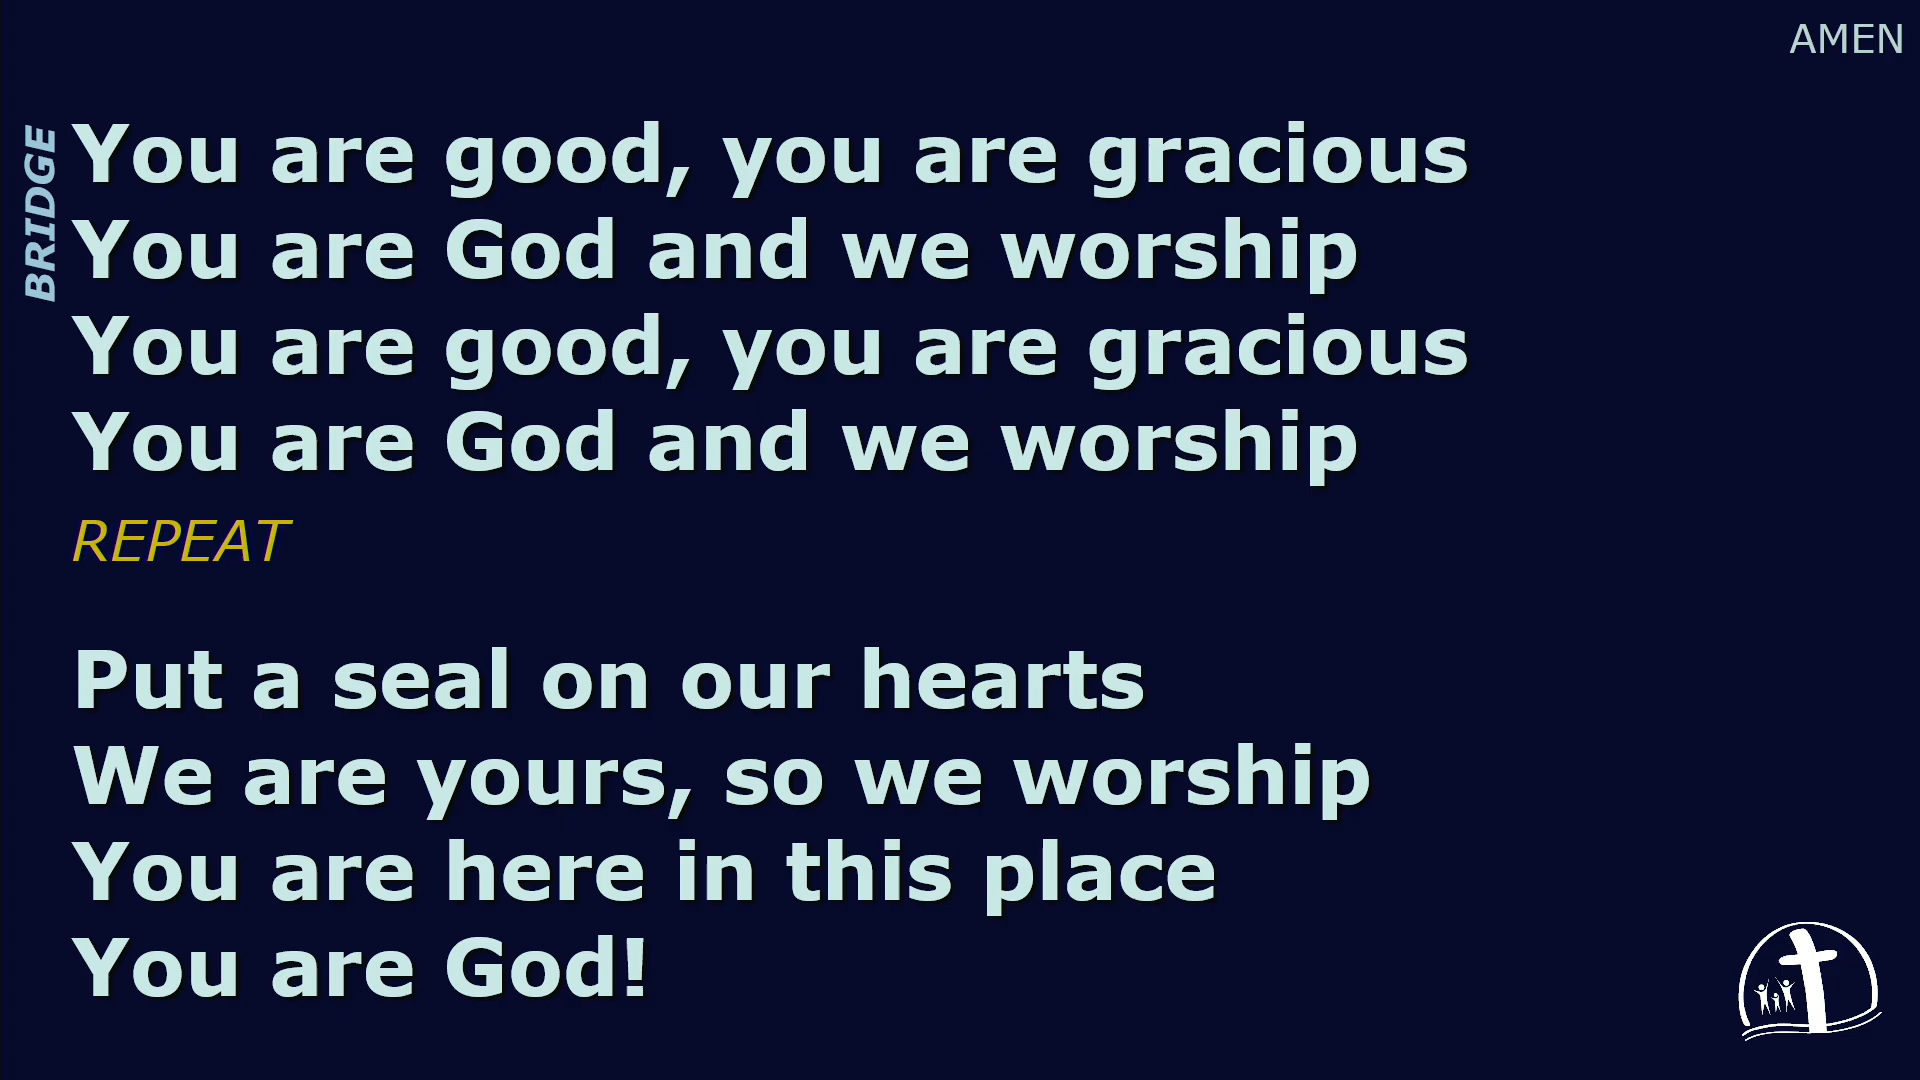 AMEN
BRIDGE
You are good, you are gracious
You are God and we worship
You are good, you are gracious
You are God and we worship
REPEAT
Put a seal on our hearts
We are yours, so we worship
You are here in this place
You are God!